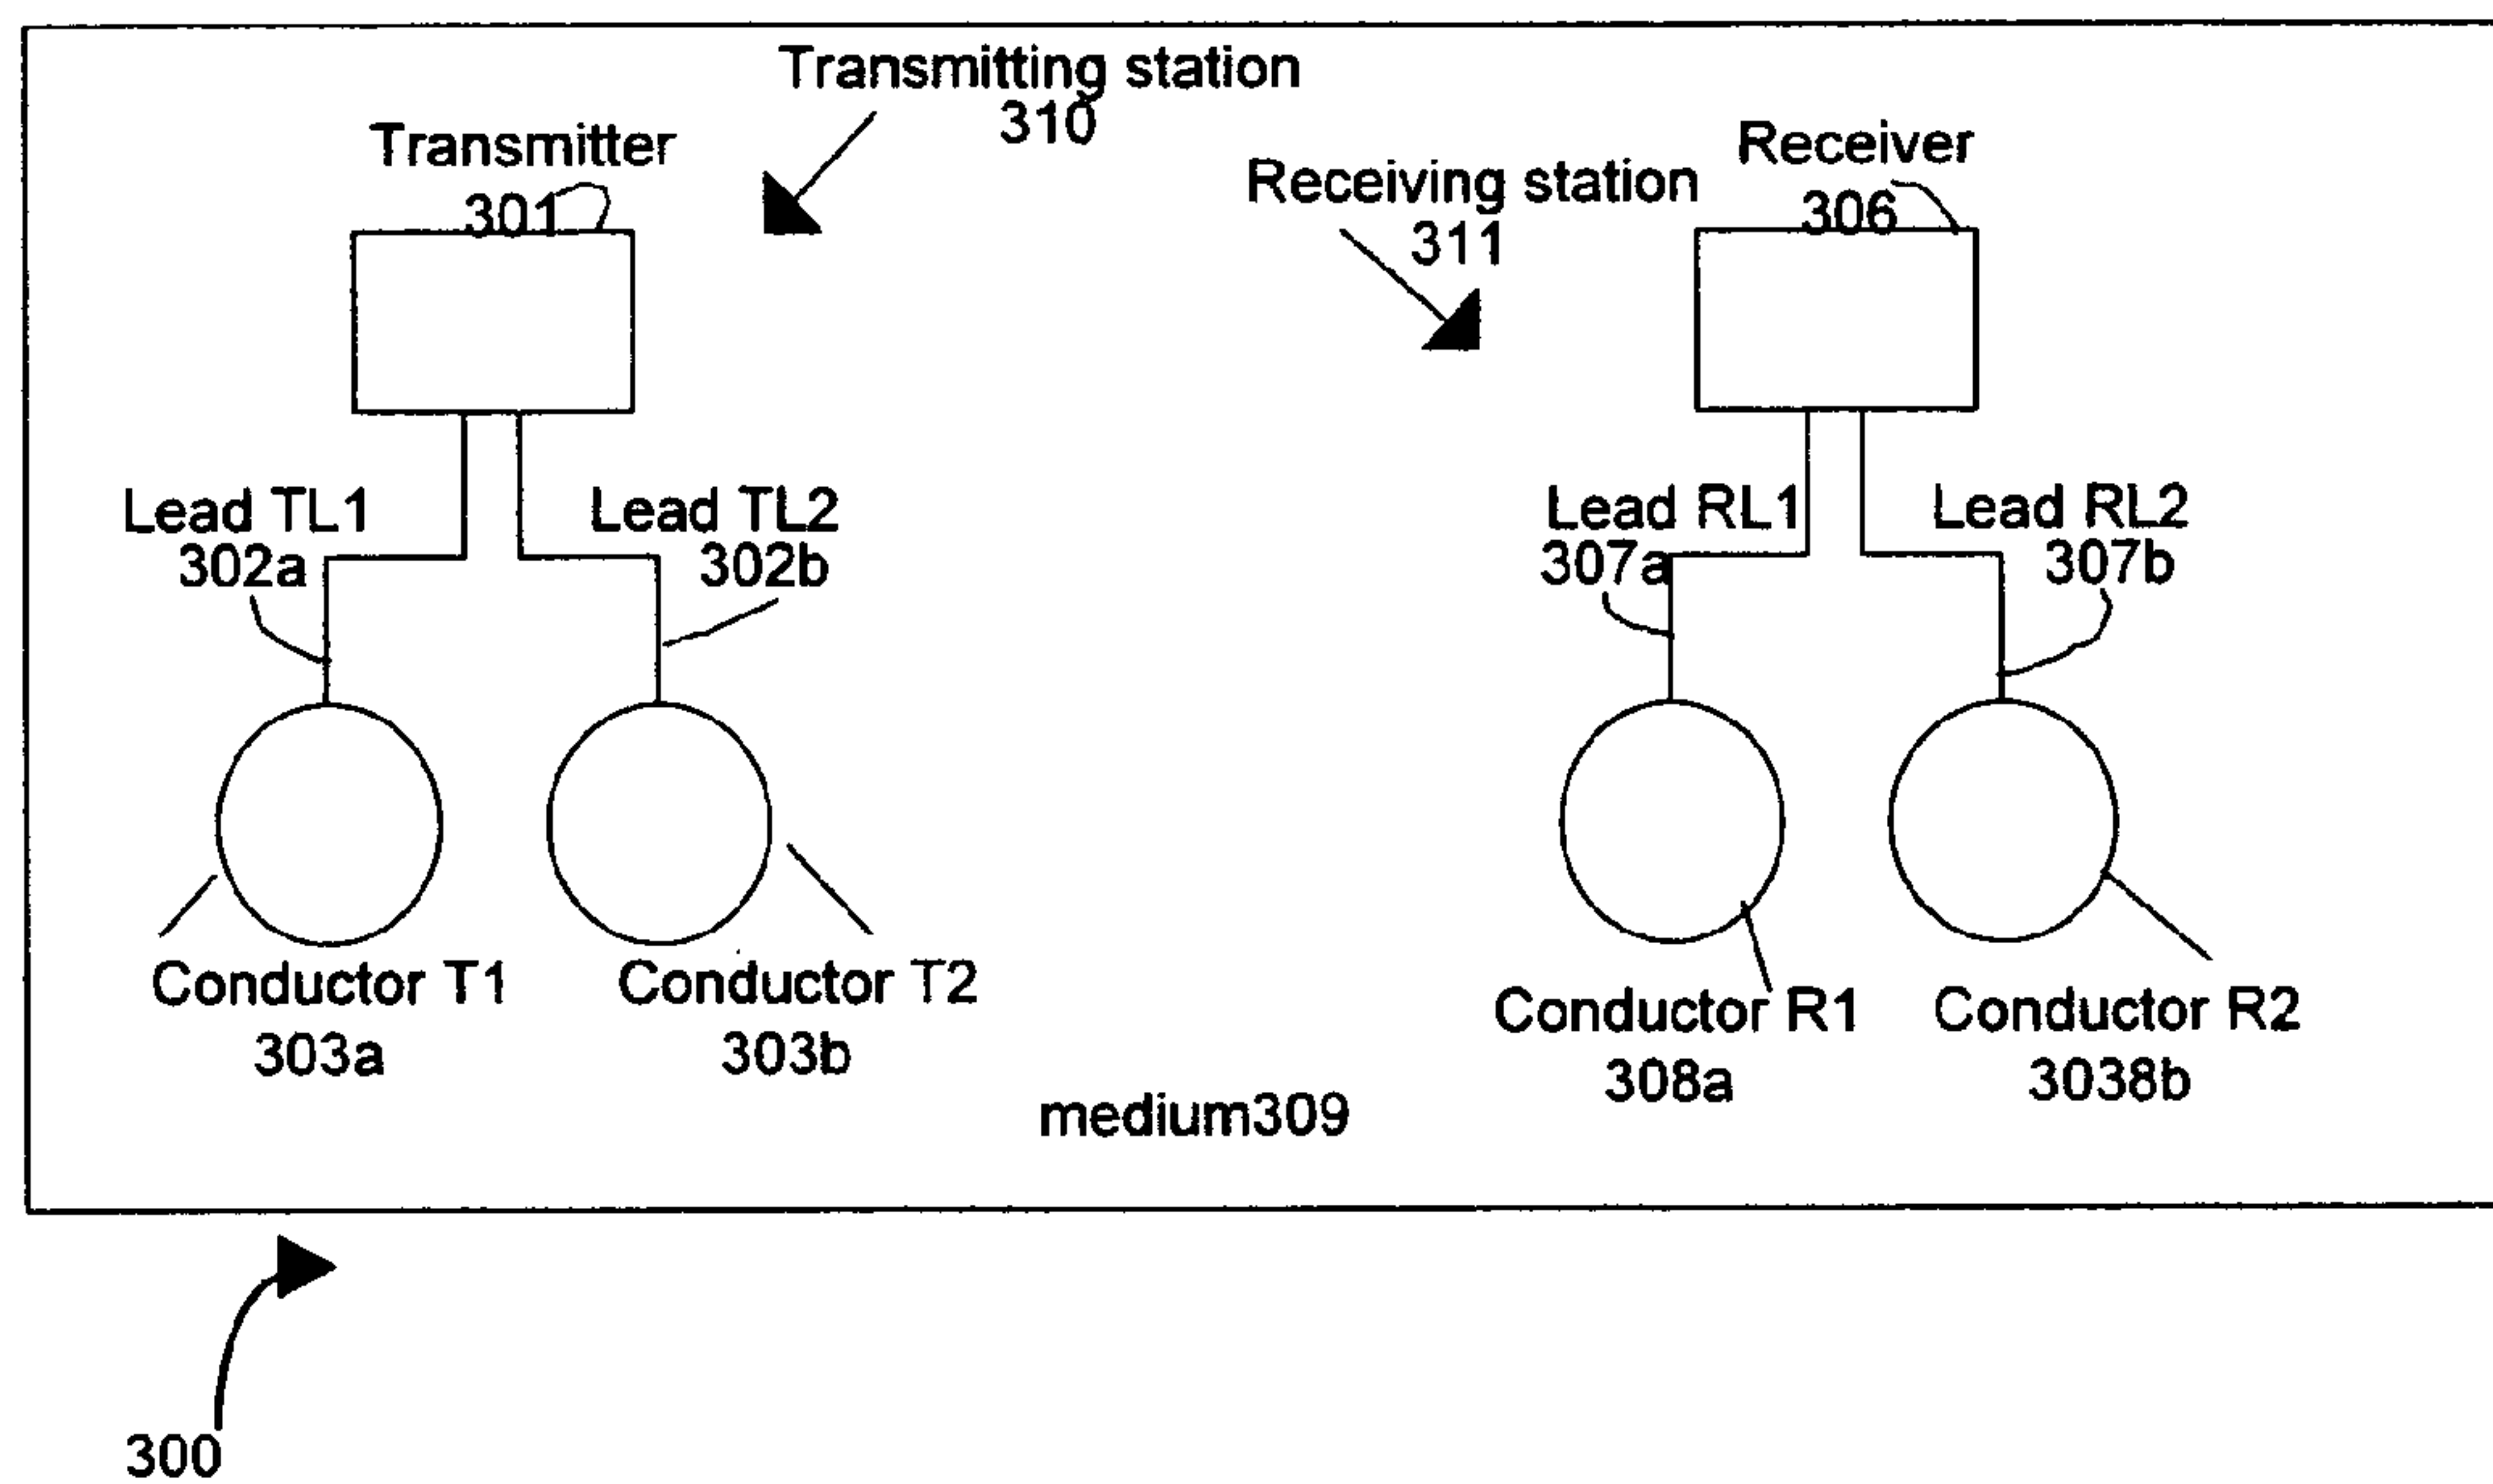 Transmitting station
310
Transmitter
301
Receiving station
311
Receiver
306
Lead TL1
302a
Lead TL2
302b
Lead RL1
307a
Lead RL2
307b
Conductor T1
303a
Conductor T2
303b
Conductor R1
308a
Conductor R2
3038b
medium309
300